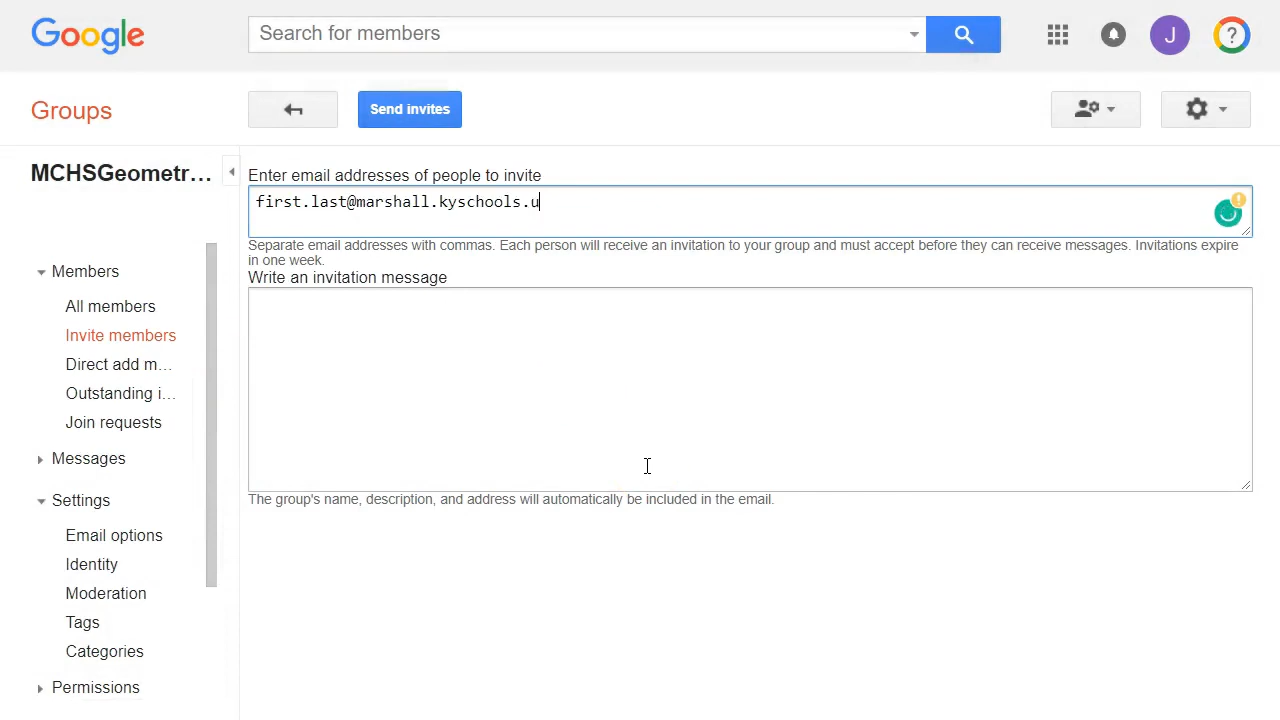 Google
Search for members
J
?
Groups
Send invites
MCHSGeometr...
Enter email addresses of people to invite
first.last@marshall.kyschools.u
Separate email addresses with commas. Each person will receive an invitation to your group and must accept before they can receive messages. Invitations expire
in one week.
Write an invitation message
Members
All members
Invite members
Direct add m...
Outstanding i...
Join requests
Messages
Settings
Email options
Identity
Moderation
Tags
Categories
Permissions
The group's name, description, and address will automatically be included in the email.